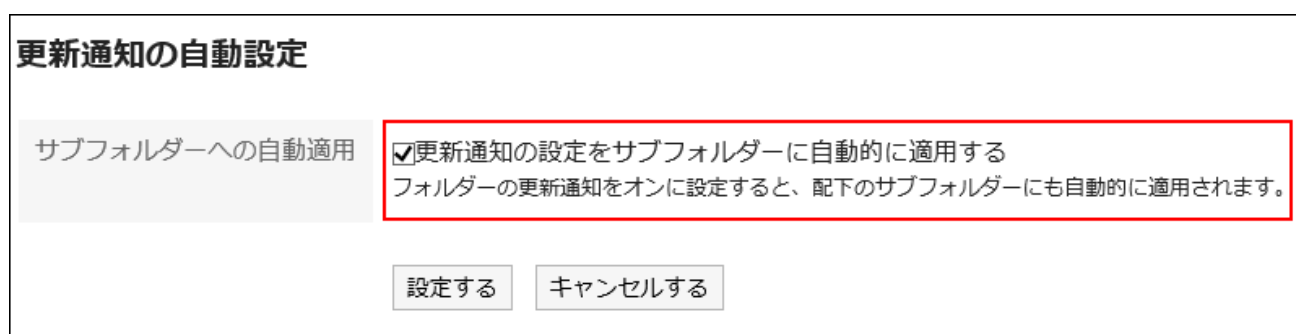 更新通知の自動設定
サブフォルダーへの自動適用
更新通知の設定をサブフォルダーに自動的に適用する
フォルダーの更新通知をオンに設定すると、配下のサブフォルダーにも自動的に適用されます。
設定する キャンセルする